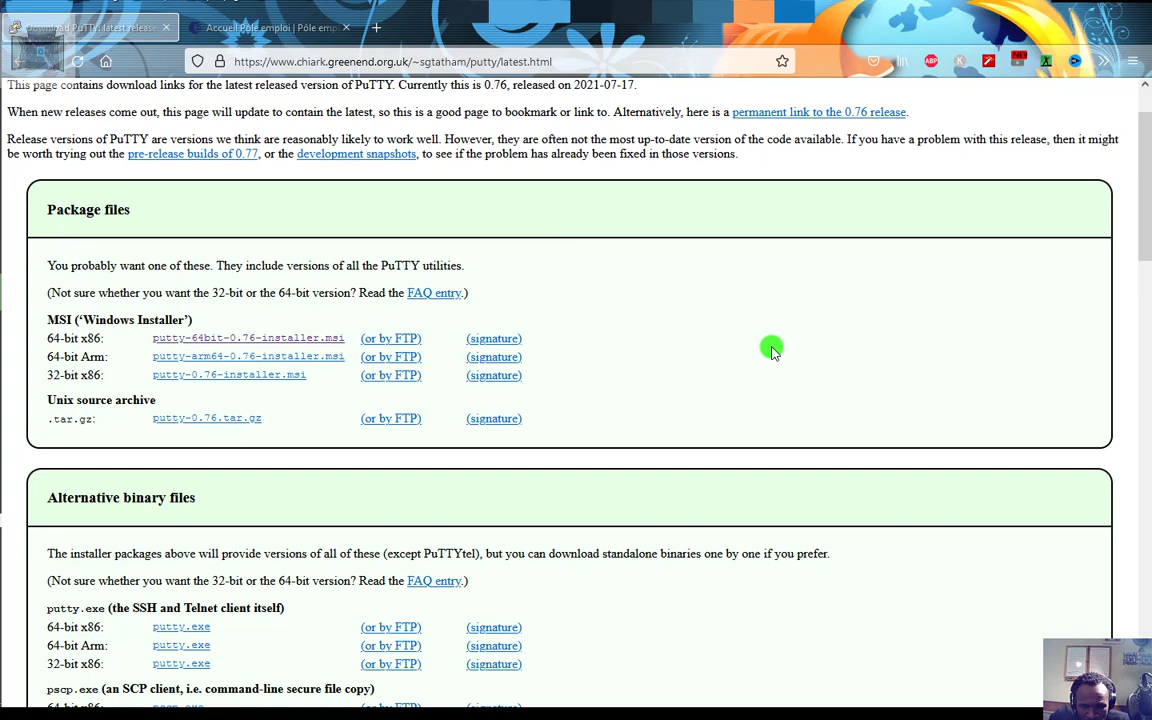 Download PuTTY: latest release
Accueil Pôle emploi | Pôle emp
https://www.chiark.greenend.org.uk/~sgtatham/putty/latest.html
ABP
This page contains download links for the latest released version of PuTTY. Currently this is 0.76, released on 2021-07-17.
When new releases come out, this page will update to contain the latest, so this is a good page to bookmark or link to. Alternatively, here is a permanent link to the 0.76 release.
Release versions of PuTTY are versions we think are reasonably likely to work well. However, they are often not the most up-to-date version of the code available. If you have a problem with this release, then it might
be worth trying out the pre-release builds of 0.77, or the development snapshots, to see if the problem has already been fixed in those versions.
Package files
You probably want one of these. They include versions of all the PuTTY utilities.
(Not sure whether you want the 32-bit or the 64-bit version? Read the FAQ entry.)
MSI (‘Windows Installer’)
64-bit x86: putty-64bit-0.76-installer.msi (or by FTP) (signature)
64-bit Arm: putty-arm64-0.76-installer.msi (or by FTP) (signature)
32-bit x86: putty-0.76-installer.msi (or by FTP) (signature)
Unix source archive
.tar.gz: putty-0.76.tar.gz (or by FTP) (signature)
Alternative binary files
The installer packages above will provide versions of all of these (except PuTTYtel), but you can download standalone binaries one by one if you prefer.
(Not sure whether you want the 32-bit or the 64-bit version? Read the FAQ entry.)
putty.exe (the SSH and Telnet client itself)
64-bit x86: putty.exe (or by FTP) (signature)
64-bit Arm: putty.exe (or by FTP) (signature)
32-bit x86: putty.exe (or by FTP) (signature)
pscp.exe (an SCP client, i.e. command-line secure file copy)